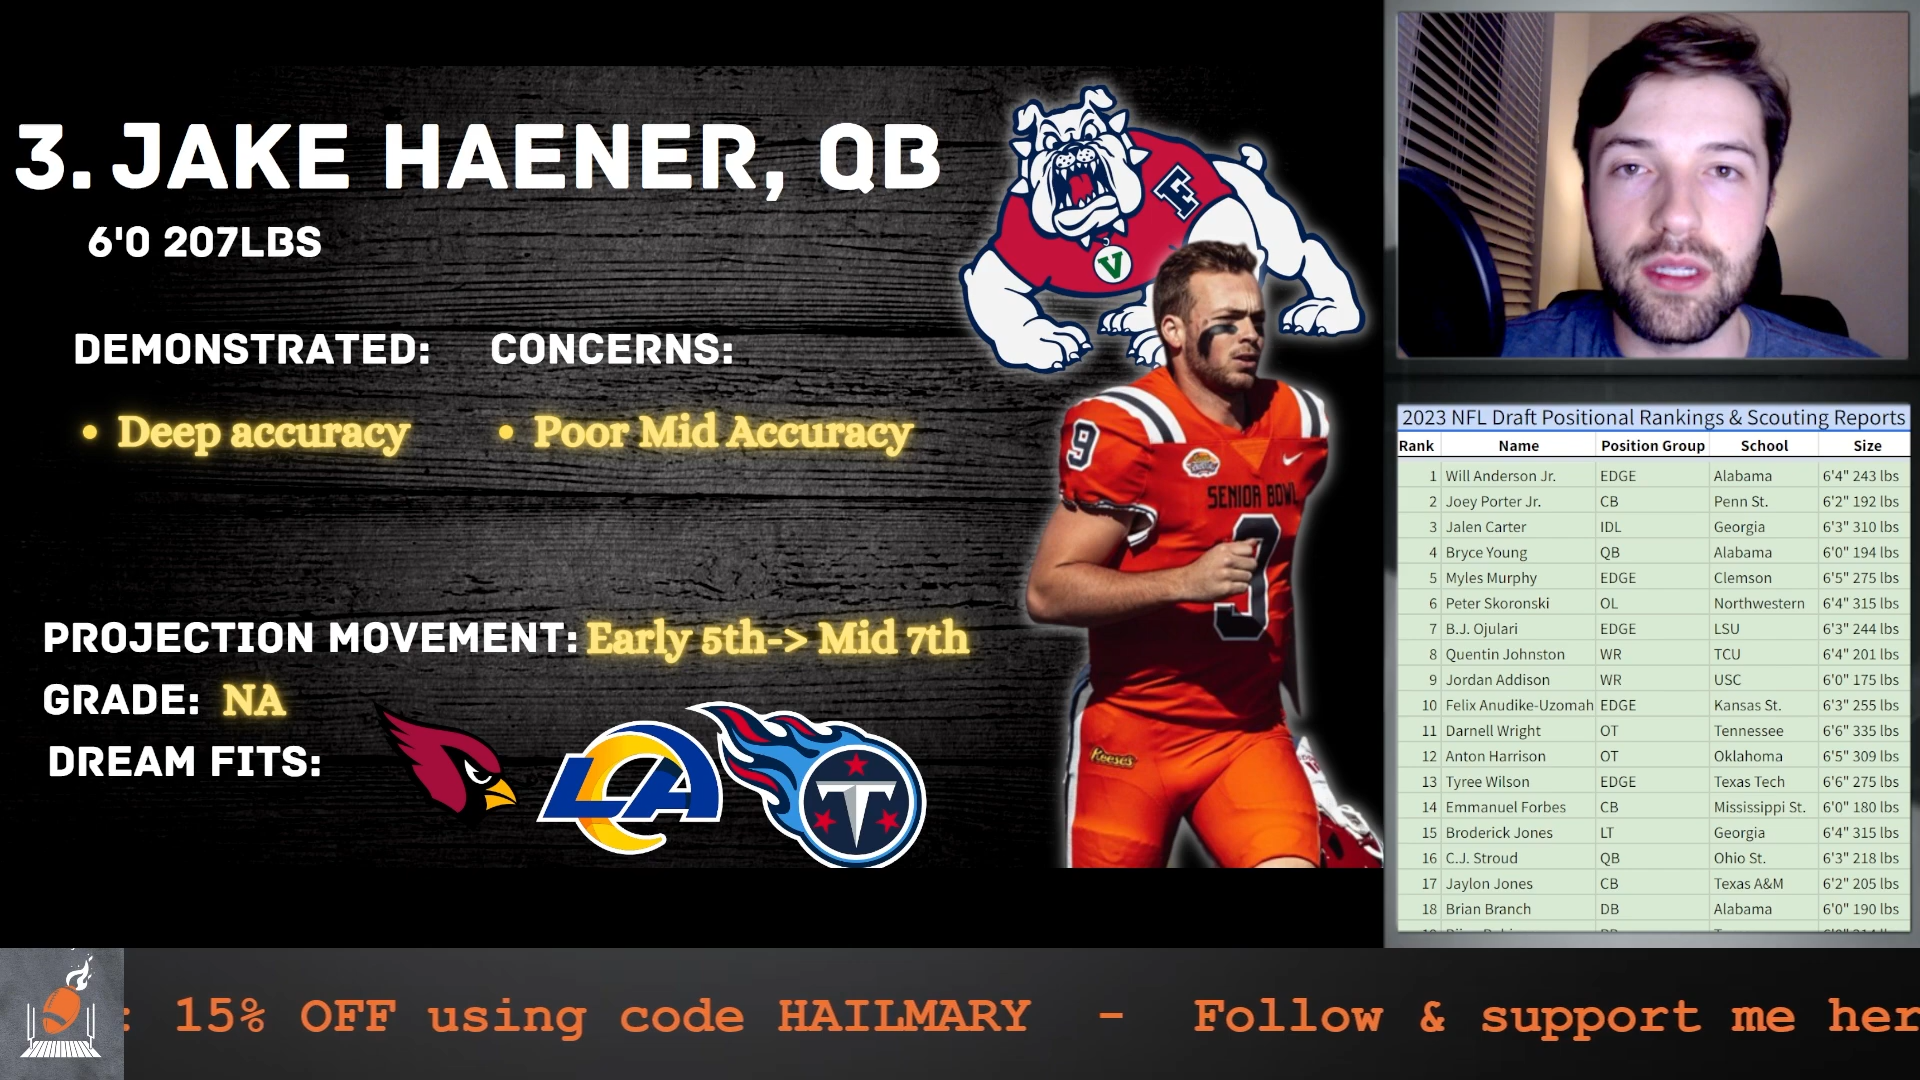 3. JAKE HAENER, QB
6'0 207LBS
DEMONSTRATED: CONCERNS:
• Deep accuracy • Poor Mid Accuracy
PROJECTION MOVEMENT: Early 5th-> Mid 7th
GRADE: NA
DREAM FITS:
LA
T
F
V
9
SENIOR BOWL
9
Reese's
2023 NFL Draft Positional Rankings & Scouting Reports
Rank Name Position Group School Size
1 Will Anderson Jr. EDGE Alabama 6'4" 243 lbs
2 Joey Porter Jr. CB Penn St. 6'2" 192 lbs
3 Jalen Carter IDL Georgia 6'3" 310 lbs
4 Bryce Young QB Alabama 6'0" 194 lbs
5 Myles Murphy EDGE Clemson 6'5" 275 lbs
6 Peter Skoronski OL Northwestern 6'4" 315 lbs
7 B.J. Ojulari EDGE LSU 6'3" 244 lbs
8 Quentin Johnston WR TCU 6'4" 201 lbs
9 Jordan Addison WR USC 6'0" 175 lbs
10 Felix Anudike-Uzomah EDGE Kansas St. 6'3" 255 lbs
11 Darnell Wright OT Tennessee 6'6" 335 lbs
12 Anton Harrison OT Oklahoma 6'5" 309 lbs
13 Tyree Wilson EDGE Texas Tech 6'6" 275 lbs
14 Emmanuel Forbes CB Mississippi St. 6'0" 180 lbs
15 Broderick Jones LT Georgia 6'4" 315 lbs
16 C.J. Stroud QB Ohio St. 6'3" 218 lbs
17 Jaylon Jones CB Texas A&M 6'2" 205 lbs
18 Brian Branch DB Alabama 6'0" 190 lbs
: 15% OFF using code HAILMARY - Follow & support me her